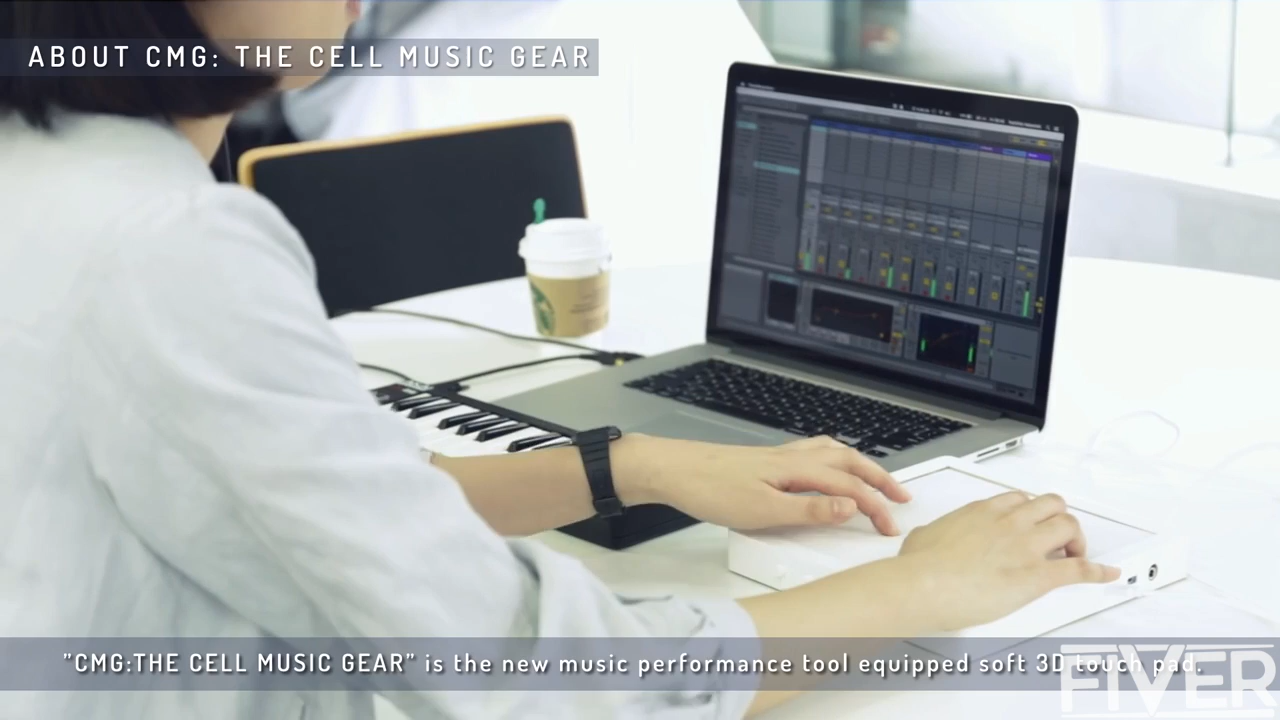 ABOUT CMG: THE CELL MUSIC GEAR
"CMG:THE CELL MUSIC GEAR" is the new music performance tool equipped soft 3D touch pad.
FIVER